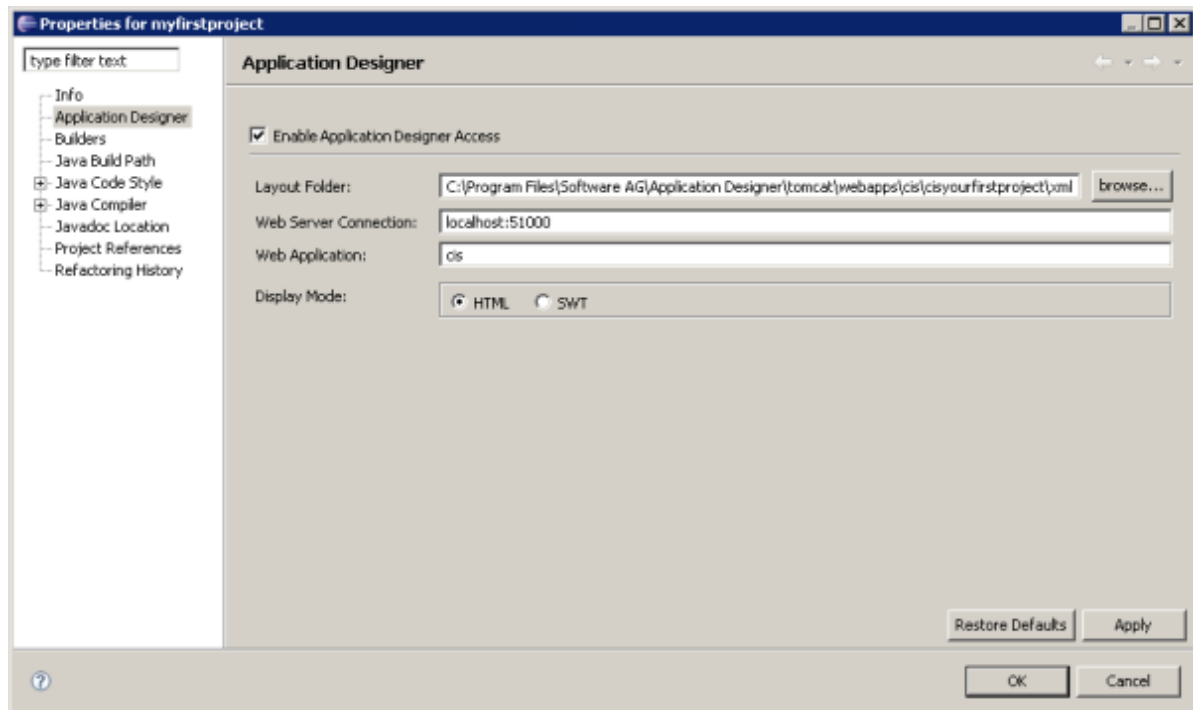 Properties for myfirstproject
type filter text
Info
Application Designer
Builders
Java Build Path
Java Code Style
Java Compiler
Javadoc Location
Project References
Refactoring History
Application Designer
Enable Application Designer Access
Layout Folder: C:\Program Files\Software AG\Application Designer\tomcat\webapps\cis\cisyourfirstproject\xml browse...
Web Server Connection: localhost:51000
Web Application: cis
Display Mode: HTML SWT
Restore Defaults Apply
? OK Cancel